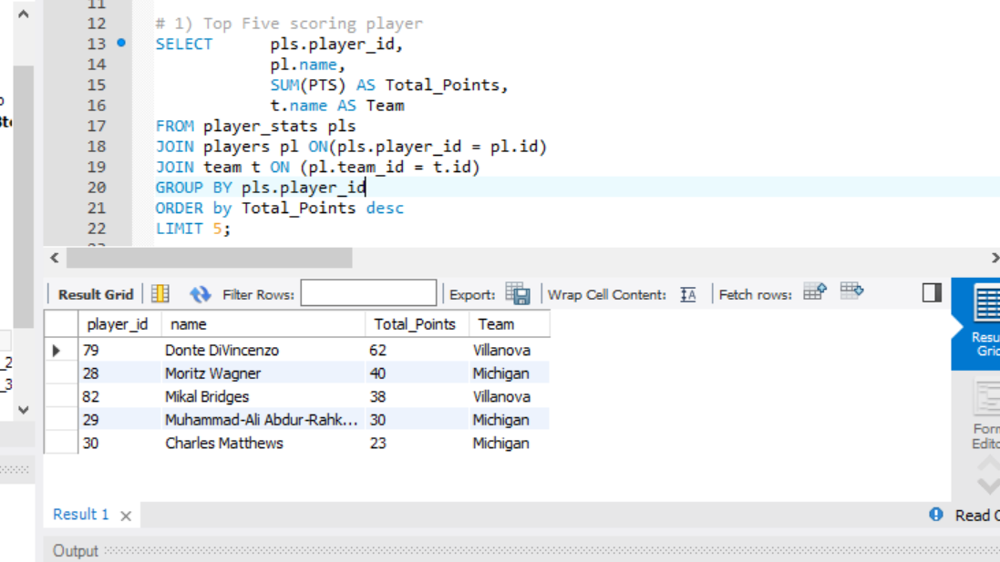 11
12 # 1) Top Five scoring player
13 SELECT pls.player_id,
14 pl.name,
15 SUM(PTS) AS Total_Points,
16 t.name AS Team
17 FROM player_stats pls
18 JOIN players pl ON(pls.player_id = pl.id)
19 JOIN team t ON (pl.team_id = t.id)
20 GROUP BY pls.player_id
21 ORDER by Total_Points desc
22 LIMIT 5;
Result Grid Filter Rows: Export: Wrap Cell Content: Fetch rows:
player_id name Total_Points Team
79 Donte DiVincenzo 62 Villanova
28 Moritz Wagner 40 Michigan
82 Mikal Bridges 38 Villanova
29 Muhammad-Ali Abdur-Rahk... 30 Michigan
30 Charles Matthews 23 Michigan
_2
_3
Resu
Gri
Form
Edito
Result 1
Read
Output